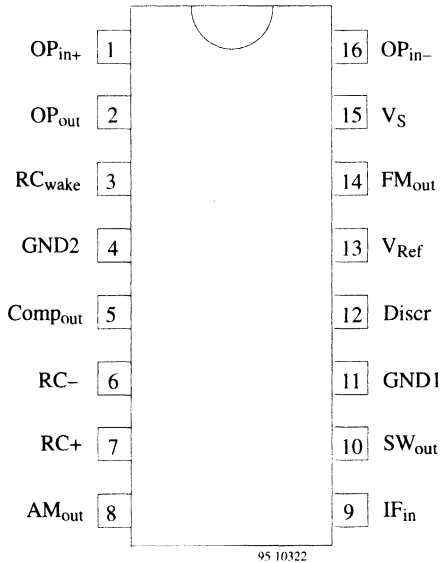 OPin+ 1 16 OPin−
OPout 2 15 VS
RCwake 3 14 FMout
GND2 4 13 VRef
Compout 5 12 Discr
RC− 6 11 GND1
RC+ 7 10 SWout
AMout 8 9 IFin
95 10322